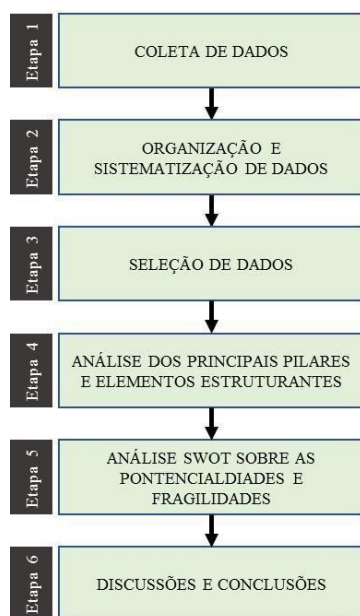 Etapa 1
COLETA DE DADOS
Etapa 2
ORGANIZAÇÃO E
SISTEMATIZAÇÃO DE DADOS
Etapa 3
SELEÇÃO DE DADOS
Etapa 4
ANÁLISE DOS PRINCIPAIS PILARES
E ELEMENTOS ESTRUTURANTES
Etapa 5
ANÁLISE SWOT SOBRE AS
PONTENCIALDIADES E
FRAGILIDADES
Etapa 6
DISCUSSÕES E CONCLUSÕES